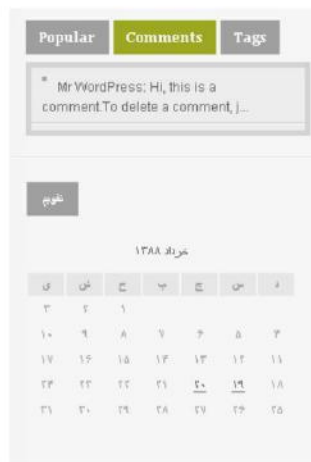 Popular Comments Tags
Mr WordPress: Hi, this is a
comment.To delete a comment, j...
تقویم
خرداد ۱۳۸۸
د س چ پ ج ش ی
۱ ۲ ۳
۴ ۵ ۶ ۷ ۸ ۹ ۱۰
۱۱ ۱۲ ۱۳ ۱۴ ۱۵ ۱۶ ۱۷
۱۸ ۱۹ ۲۰ ۲۱ ۲۲ ۲۳ ۲۴
۲۵ ۲۶ ۲۷ ۲۸ ۲۹ ۳۰ ۳۱